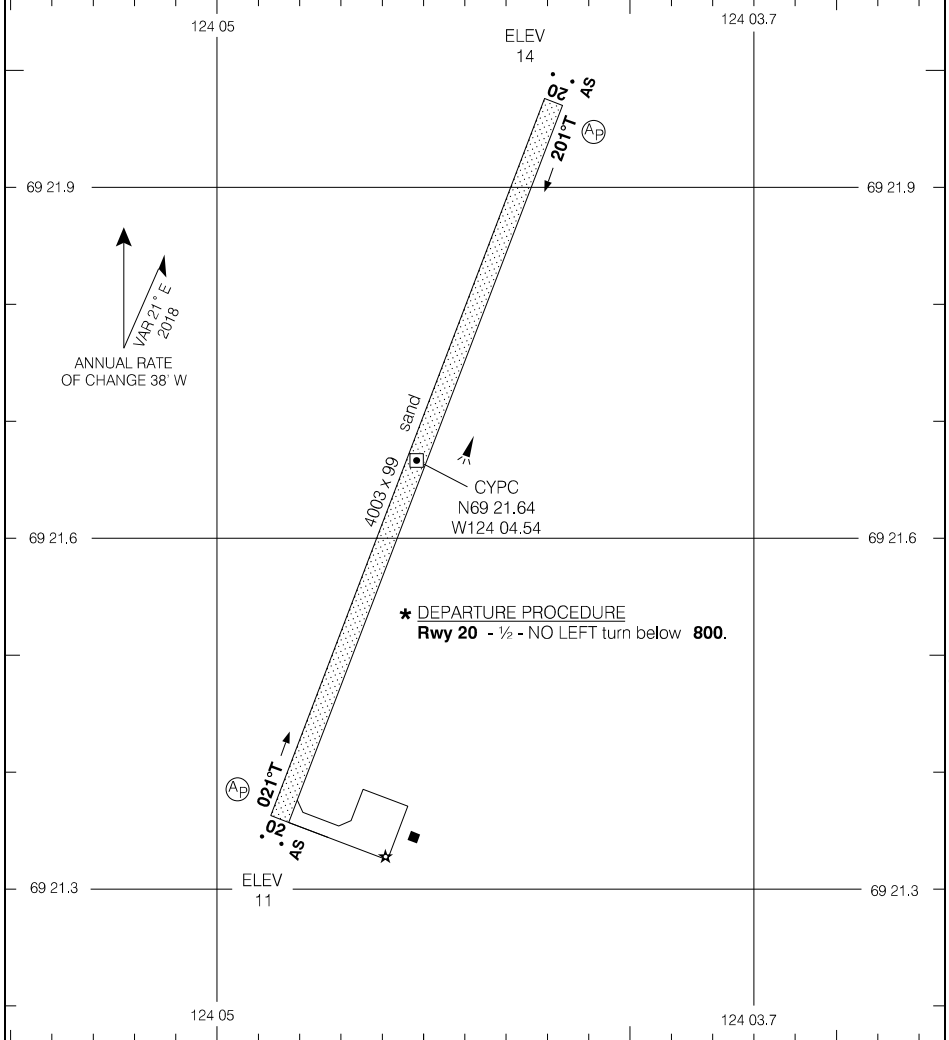 124 05
124 03.7
ELEV
14
20
AS
201°T
AP
69 21.9
69 21.9
VAR 21° E
2018
ANNUAL RATE
OF CHANGE 38' W
sand
4003 x 99
CYPC
N69 21.64
W124 04.54
69 21.6
69 21.6
* DEPARTURE PROCEDURE
Rwy 20 - ½ - NO LEFT turn below 800.
021°T
AP
02
AS
ELEV
11
69 21.3
69 21.3
124 05
124 03.7